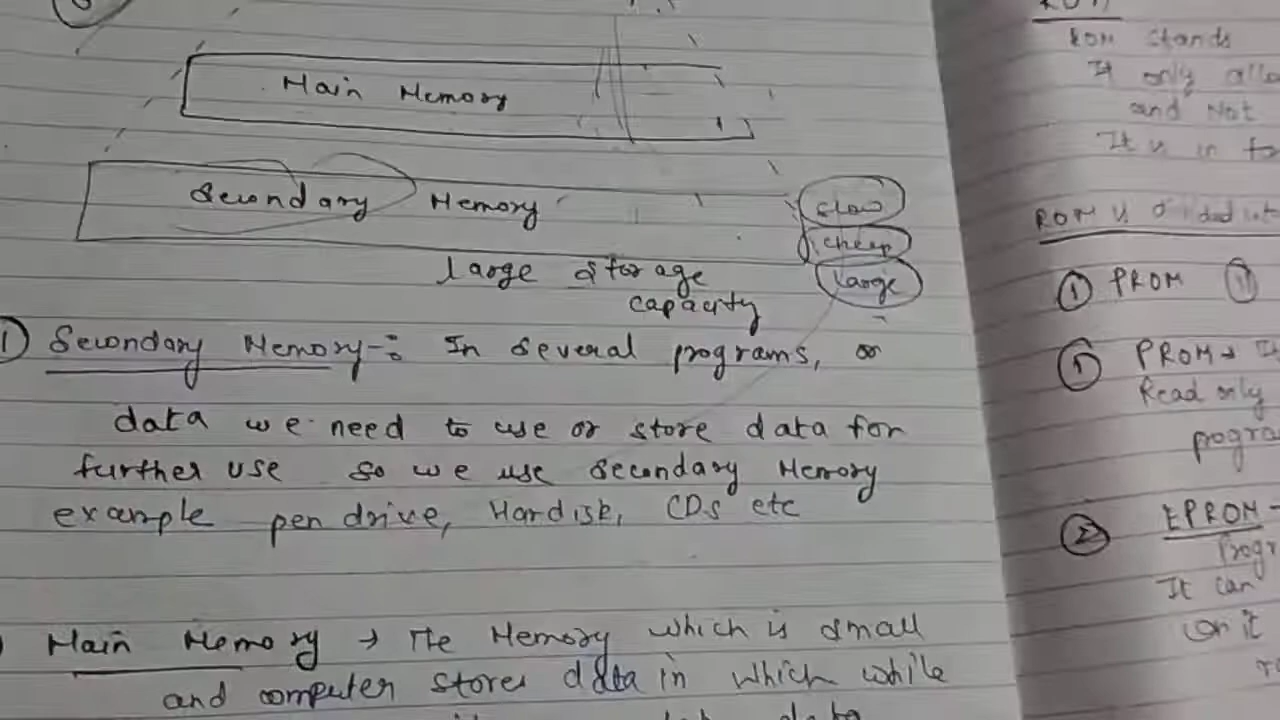 Main Memory
Secondary Memory
slow
cheap
large
large storage
capacity
① Secondary Memory -: In several programs, or
data we need to use or store data for
further use so we use secondary Memory
example pen drive, Hardisk, CDs etc
Main Memory → The Memory which is small
and computer stores data in which while
data
ROM stands
It only allo
and Not
It is in fo
ROM is divided int
① PROM
① PROM → It
Read only
progra
② EPROM -
Progr
It can
on it